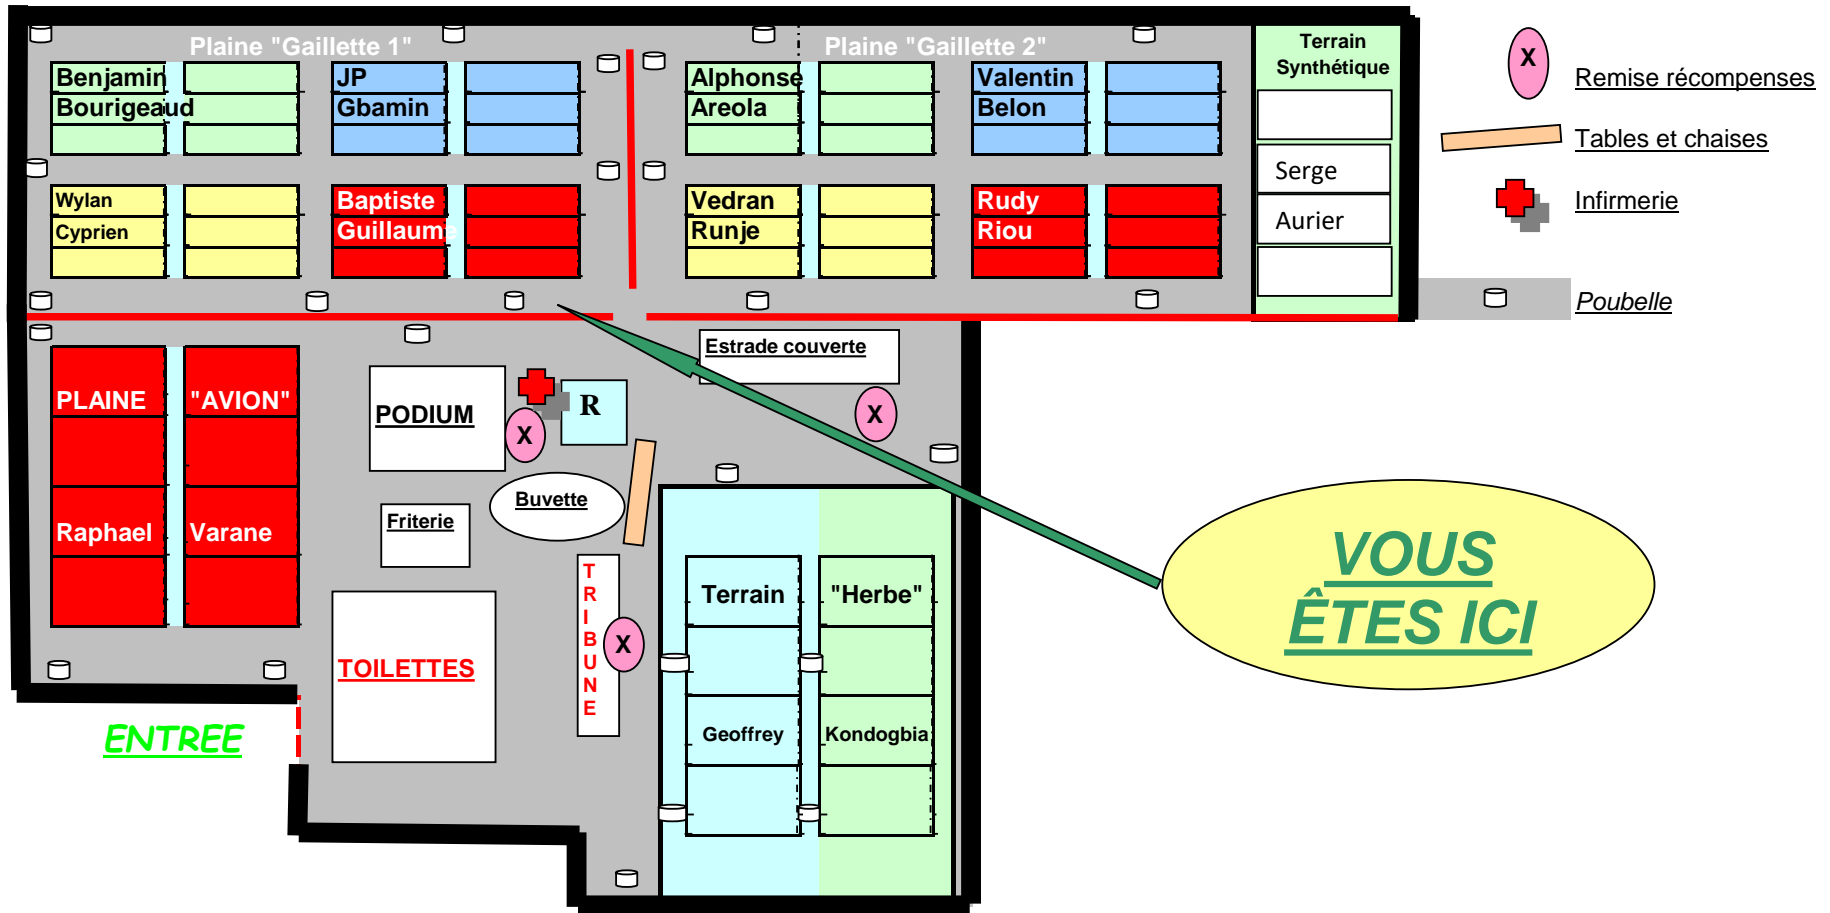 Plaine "Gaillette 1"
Plaine "Gaillette 2"
Terrain
Synthétique
X
Remise récompenses
Benjamin
Bourigeaud
JP
Gbamin
Alphonse
Areola
Valentin
Belon
Tables et chaises
Serge
Aurier
Infirmerie
Wylan
Cyprien
Baptiste
Guillaume
Vedran
Runje
Rudy
Riou
Poubelle
Estrade couverte
PLAINE "AVION"
PODIUM
R
X
X
Buvette
Friterie
Raphael Varane
VOUS
ÊTES ICI
TRIBUNE
X
Terrain "Herbe"
TOILETTES
Geoffrey Kondogbia
ENTREE